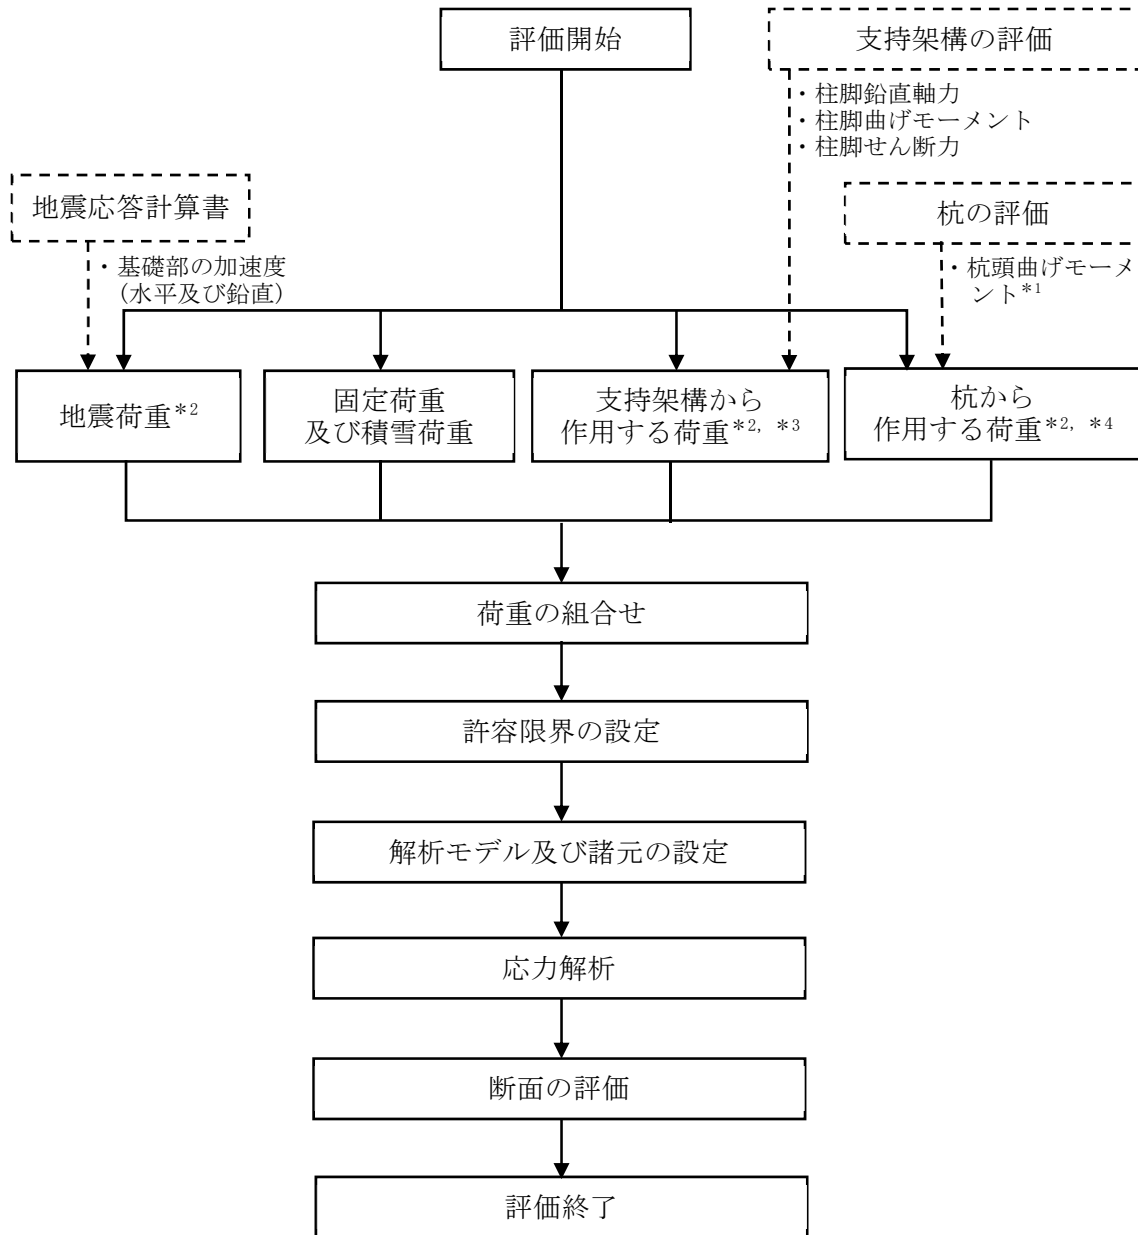 評価開始
支持架構の評価
・柱脚鉛直軸力
・柱脚曲げモーメント
・柱脚せん断力
地震応答計算書
・基礎部の加速度
(水平及び鉛直)
杭の評価
・杭頭曲げモーメ
ント*1
地震荷重*2
固定荷重
及び積雪荷重
支持架構から
作用する荷重*2, *3
杭から
作用する荷重*2, *4
荷重の組合せ
許容限界の設定
解析モデル及び諸元の設定
応力解析
断面の評価
評価終了